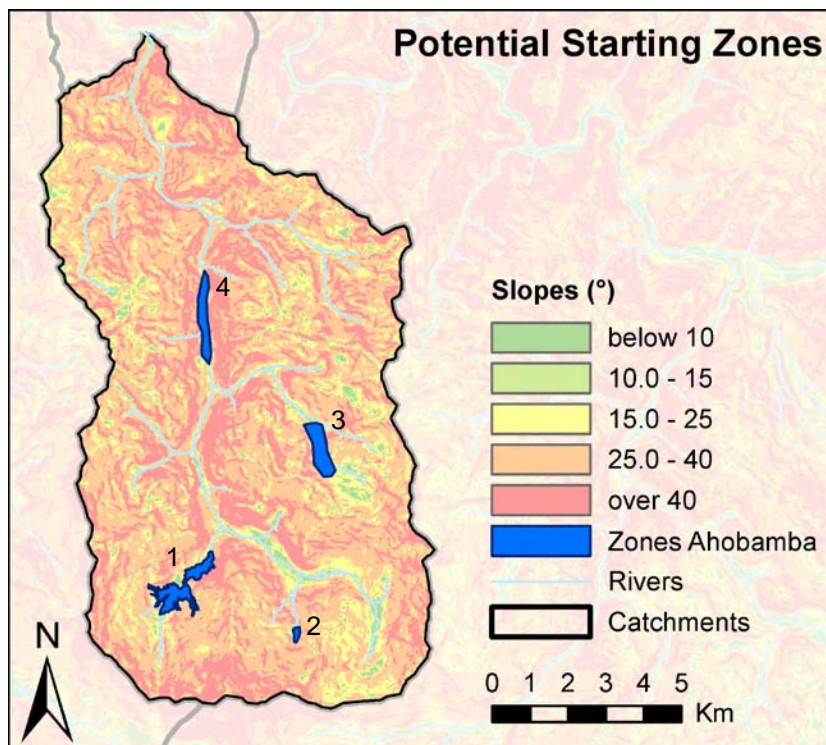 Potential Starting Zones
4
3
1
2
Slopes (°)
below 10
10.0 - 15
15.0 - 25
25.0 - 40
over 40
Zones Ahobamba
Rivers
Catchments
N
0 1 2 3 4 5
Km